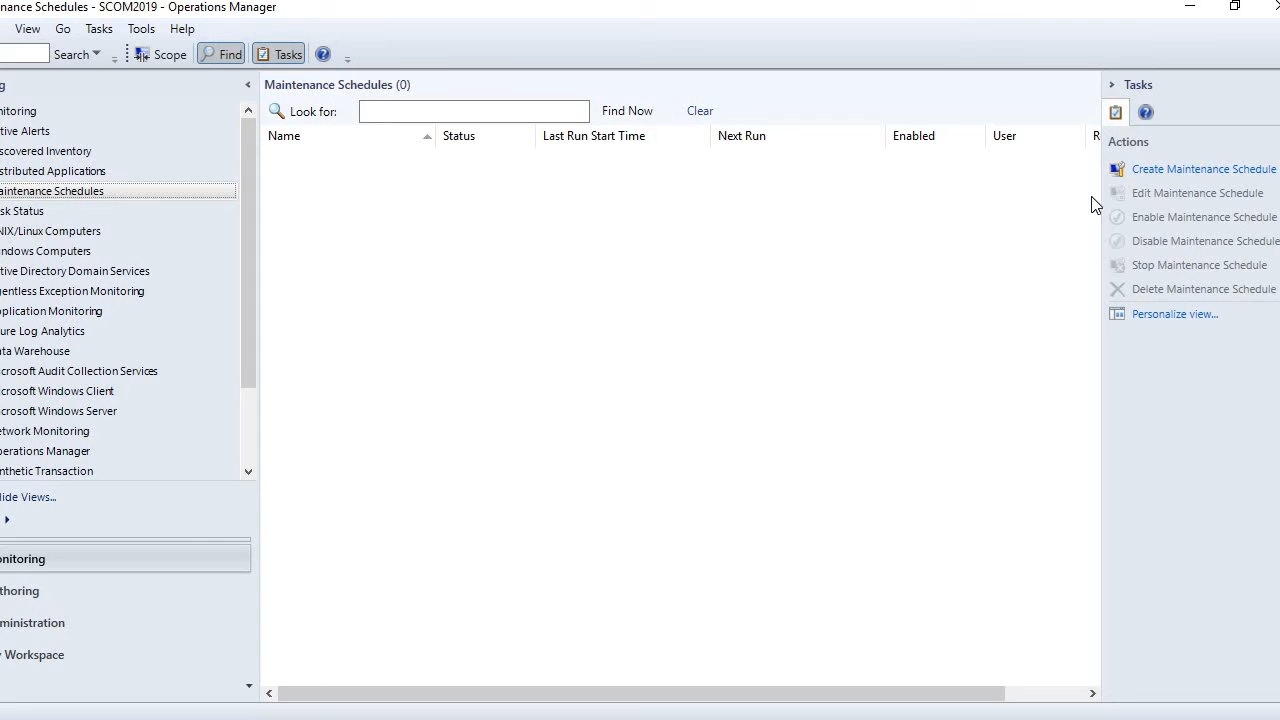 nance Schedules - SCOM2019 - Operations Manager
View Go Tasks Tools Help
Search Scope Find Tasks
g
Maintenance Schedules (0)
Tasks
Look for: Find Now Clear
Name Status Last Run Start Time Next Run Enabled User R
nitoring
tive Alerts
scovered Inventory
stributed Applications
aintenance Schedules
sk Status
NIX/Linux Computers
indows Computers
tive Directory Domain Services
gentless Exception Monitoring
pplication Monitoring
ure Log Analytics
ata Warehouse
icrosoft Audit Collection Services
icrosoft Windows Client
icrosoft Windows Server
etwork Monitoring
perations Manager
nthetic Transaction
lide Views...
onitoring
thoring
ministration
y Workspace
Actions
Create Maintenance Schedule
Edit Maintenance Schedule
Enable Maintenance Schedule
Disable Maintenance Schedule
Stop Maintenance Schedule
Delete Maintenance Schedule
Personalize view...